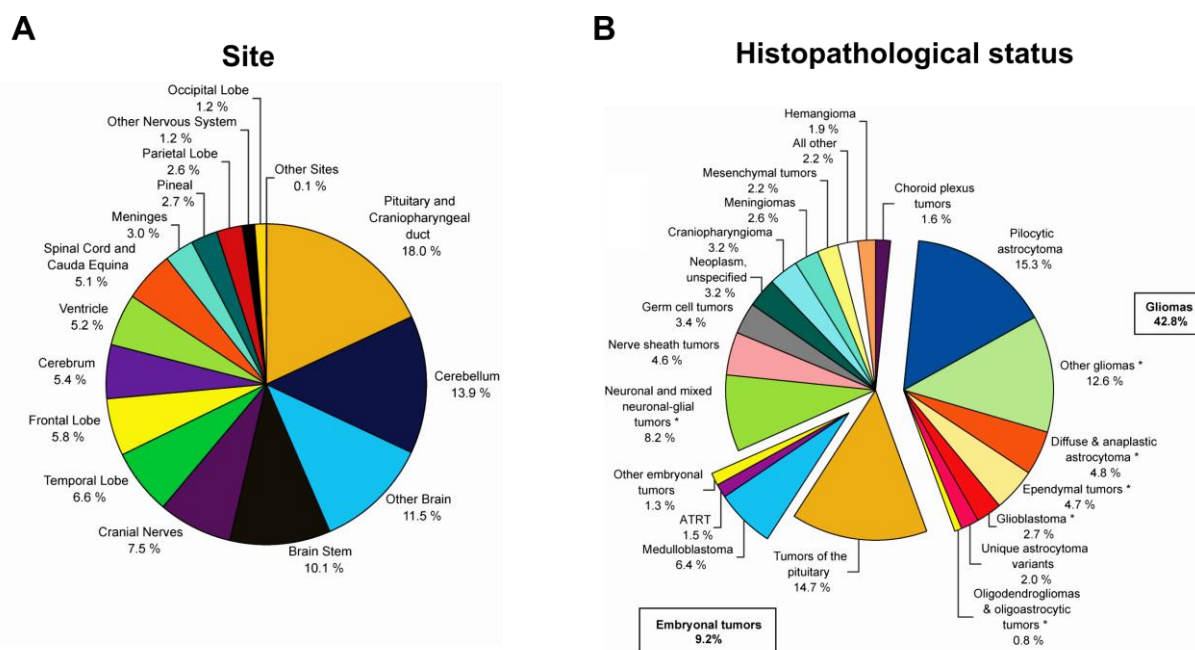 A
Site
Occipital Lobe
1.2 %
Other Nervous System
1.2 %
Parietal Lobe
2.6 %
Pineal
2.7 %
Meninges
3.0 %
Spinal Cord and
Cauda Equina
5.1 %
Ventricle
5.2 %
Cerebrum
5.4 %
Frontal Lobe
5.8 %
Temporal Lobe
6.6 %
Cranial Nerves
7.5 %
Brain Stem
10.1 %
Other Brain
11.5 %
Cerebellum
13.9 %
Pituitary and
Craniopharyngeal
duct
18.0 %
Other Sites
0.1 %
B
Histopathological status
Hemangioma
1.9 %
All other
2.2 %
Mesenchymal tumors
2.2 %
Meningiomas
2.6 %
Craniopharyngioma
3.2 %
Neoplasm,
unspecified
3.2 %
Germ cell tumors
3.4 %
Nerve sheath tumors
4.6 %
Neuronal and mixed
neuronal-glial
tumors *
8.2 %
Other embryonal
tumors
1.3 %
ATRT
1.5 %
Medulloblastoma
6.4 %
Embryonal tumors
9.2%
Tumors of the
pituitary
14.7 %
Choroid plexus
tumors
1.6 %
Pilocytic
astrocytoma
15.3 %
Gliomas
42.8%
Other gliomas *
12.6 %
Diffuse & anaplastic
astrocytoma *
4.8 %
Ependymal tumors *
4.7 %
Glioblastoma *
2.7 %
Unique astrocytoma
variants
2.0 %
Oligodendrogliomas
& oligoastrocytic
tumors *
0.8 %